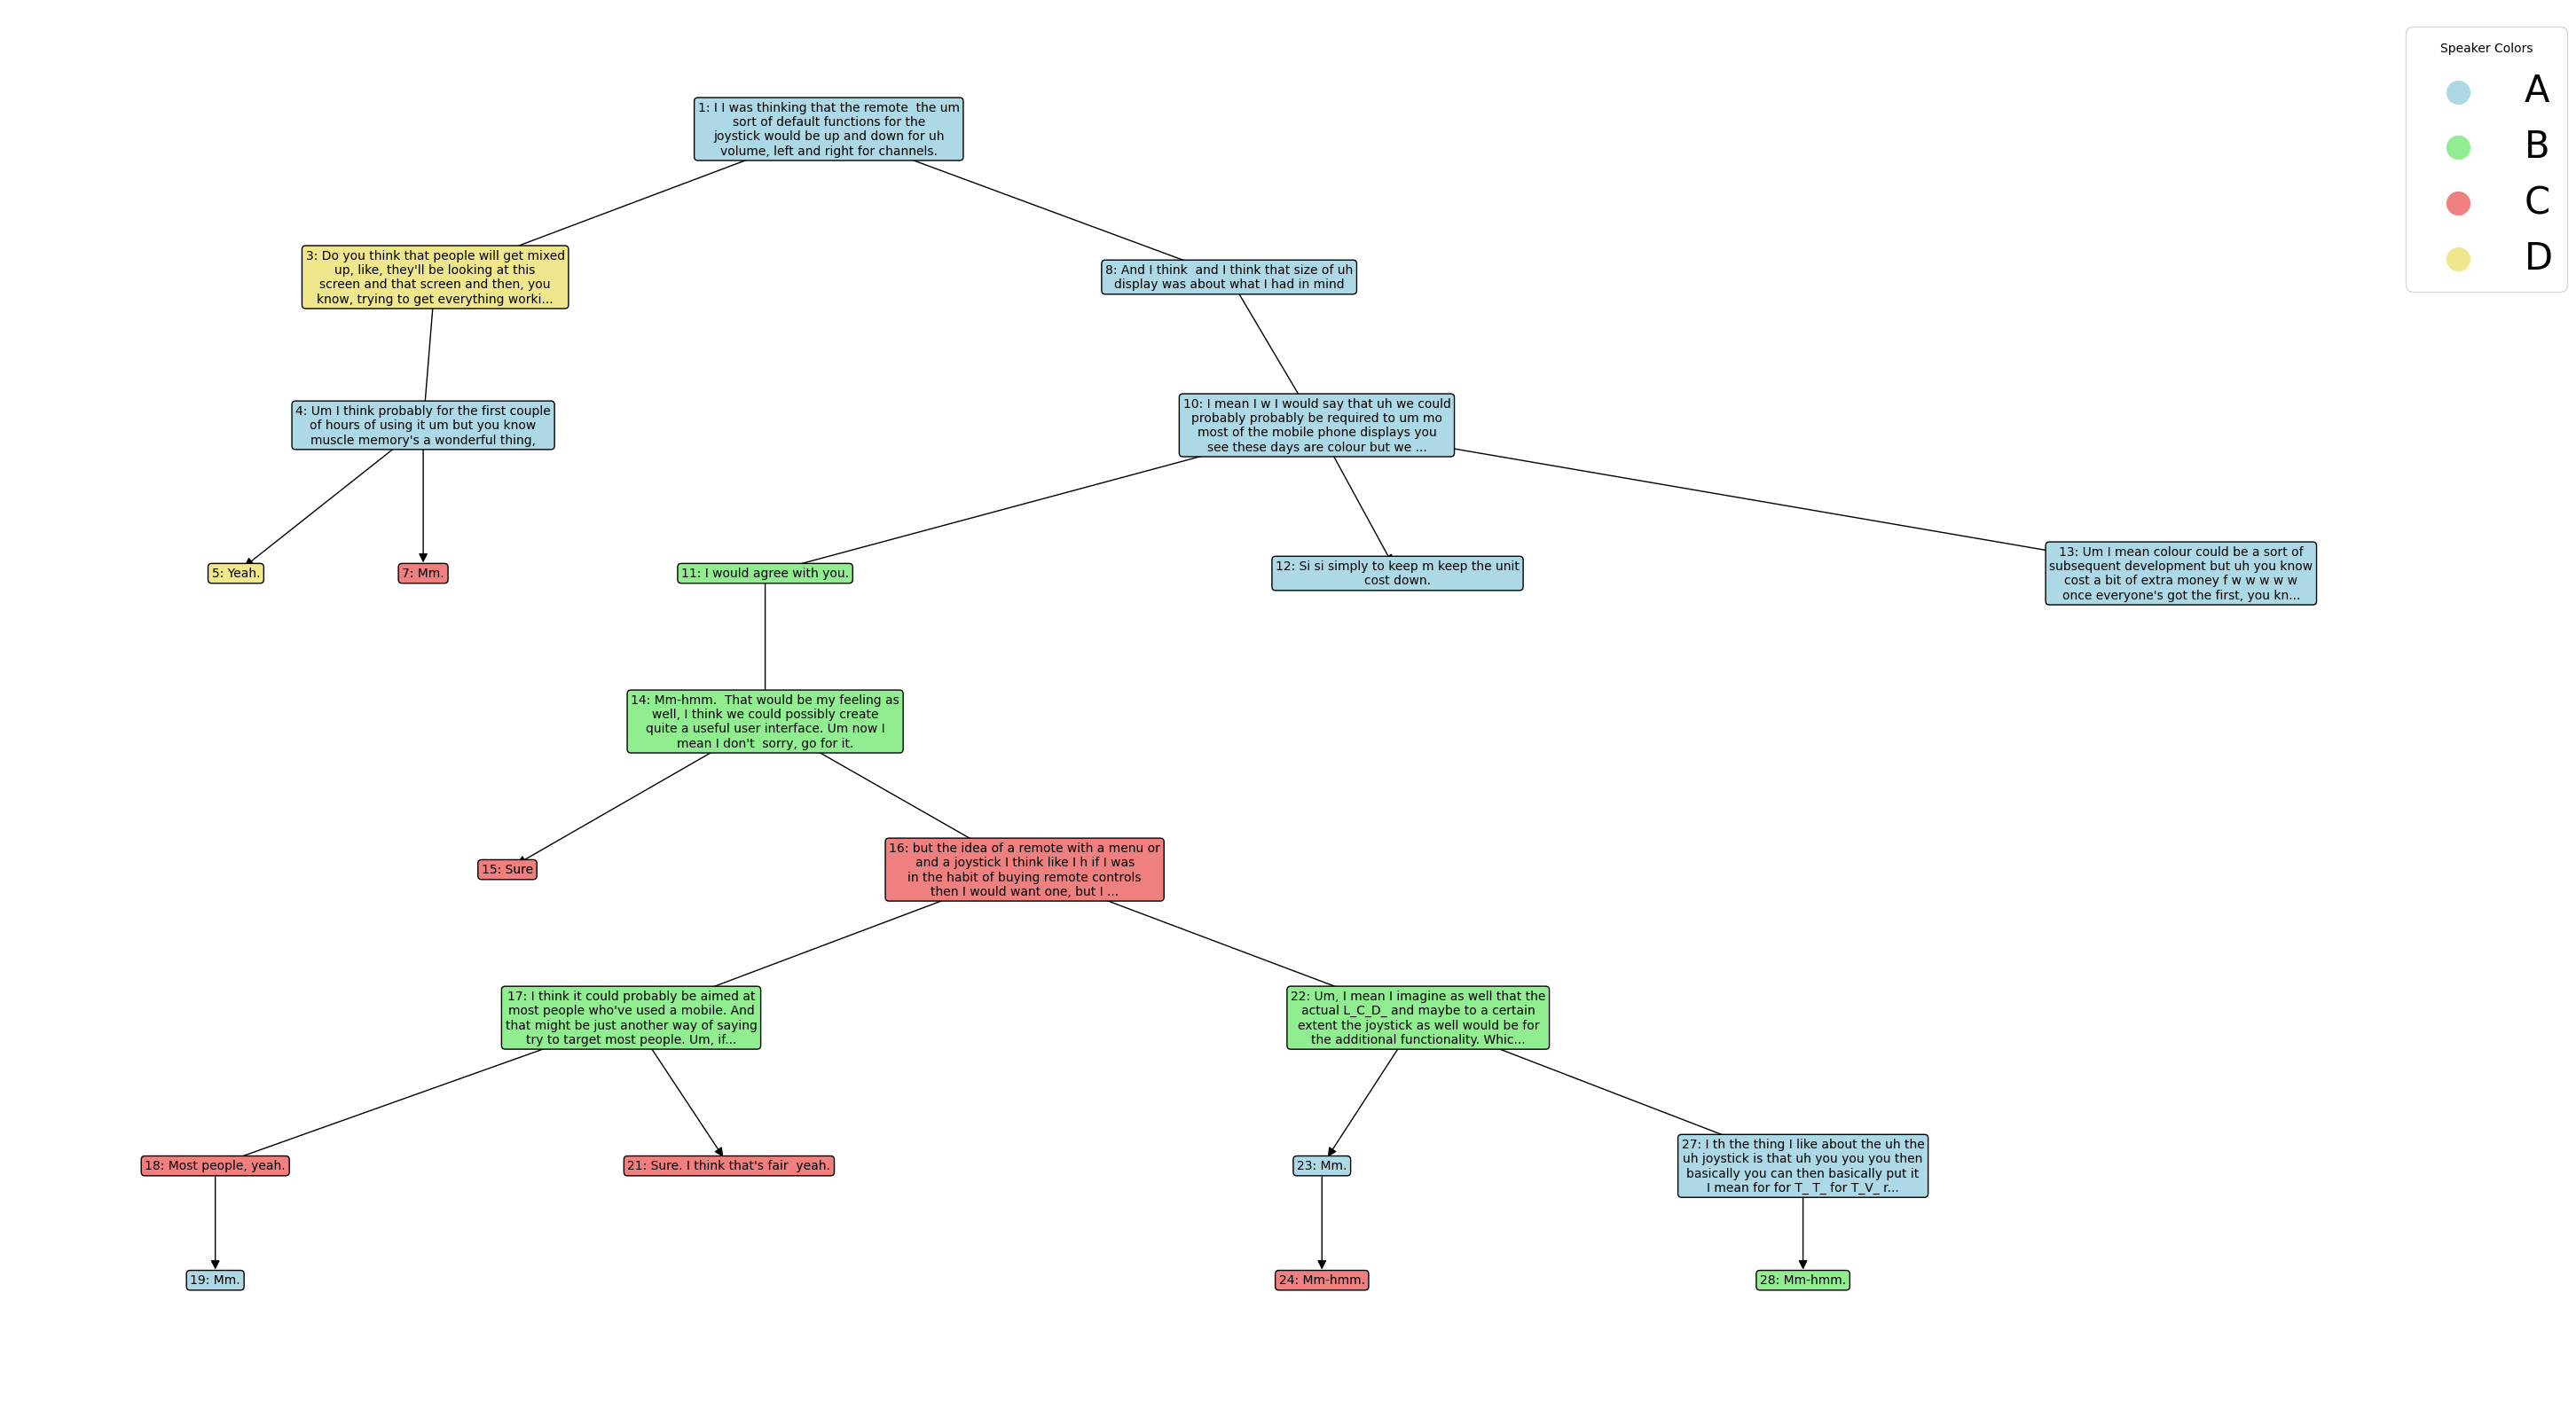 Speaker Colors
A
B
C
D
1: I I was thinking that the remote  the um
sort of default functions for the
joystick would be up and down for uh
volume, left and right for channels.
3: Do you think that people will get mixed
up, like, they'll be looking at this
screen and that screen and then, you
know, trying to get everything worki...
8: And I think  and I think that size of uh
display was about what I had in mind
4: Um I think probably for the first couple
of hours of using it um but you know
muscle memory's a wonderful thing,
10: I mean I w I would say that uh we could
probably probably be required to um mo
most of the mobile phone displays you
see these days are colour but we ...
5: Yeah.
7: Mm.
11: I would agree with you.
12: Si si simply to keep m keep the unit
cost down.
13: Um I mean colour could be a sort of
subsequent development but uh you know
cost a bit of extra money f w w w w w
once everyone's got the first, you kn...
14: Mm-hmm.  That would be my feeling as
well, I think we could possibly create
quite a useful user interface. Um now I
mean I don't  sorry, go for it.
15: Sure
16: but the idea of a remote with a menu or
and a joystick I think like I h if I was
in the habit of buying remote controls
then I would want one, but I ...
17: I think it could probably be aimed at
most people who've used a mobile. And
that might be just another way of saying
try to target most people. Um, if...
22: Um, I mean I imagine as well that the
actual L_C_D_ and maybe to a certain
extent the joystick as well would be for
the additional functionality. Whic...
18: Most people, yeah.
21: Sure. I think that's fair  yeah.
23: Mm.
27: I th the thing I like about the uh the
uh joystick is that uh you you you then
basically you can then basically put it
I mean for for T_ T_ for T_V_ r...
19: Mm.
24: Mm-hmm.
28: Mm-hmm.